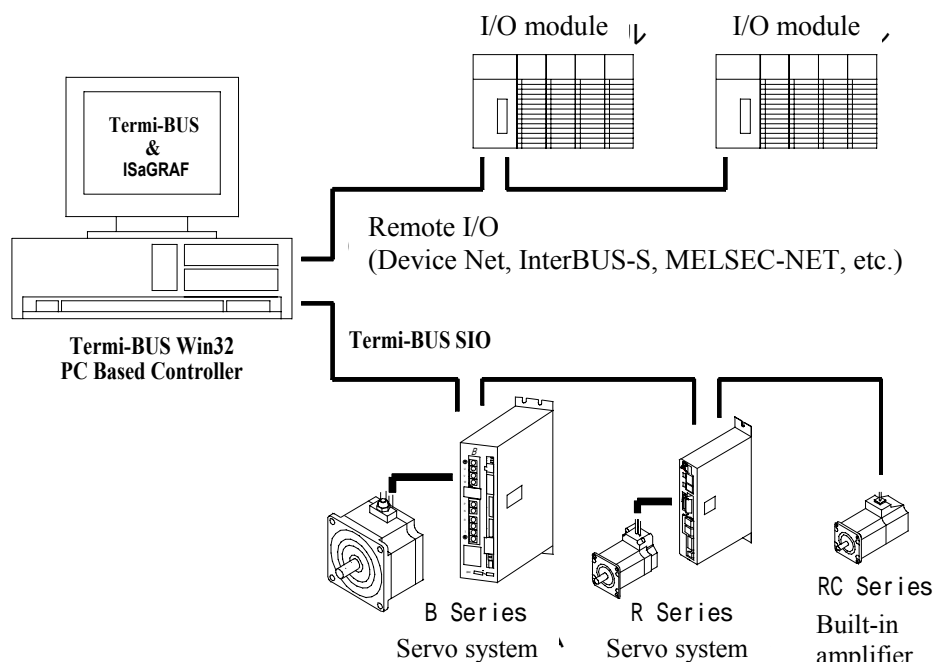 I/O module
I/O module
Termi-BUS
&
ISaGRAF
Remote I/O
(Device Net, InterBUS-S, MELSEC-NET, etc.)
Termi-BUS SIO
Termi-BUS Win32
PC Based Controller
B Series
Servo system
R Series
Servo system
RC Series
Built-in
amplifier